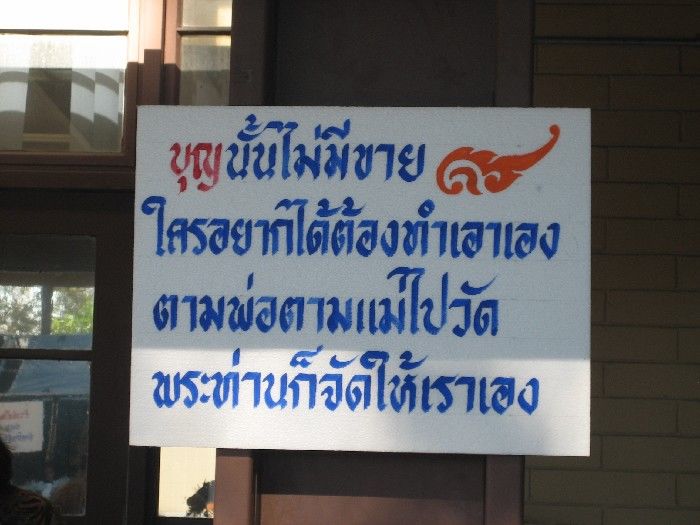 บุญนั้นไม่มีขาย
ใครอยากได้ต้องทำเอาเอง
ตามพ่อตามแม่ไปวัด
พระท่านก็จัดให้เราเอง